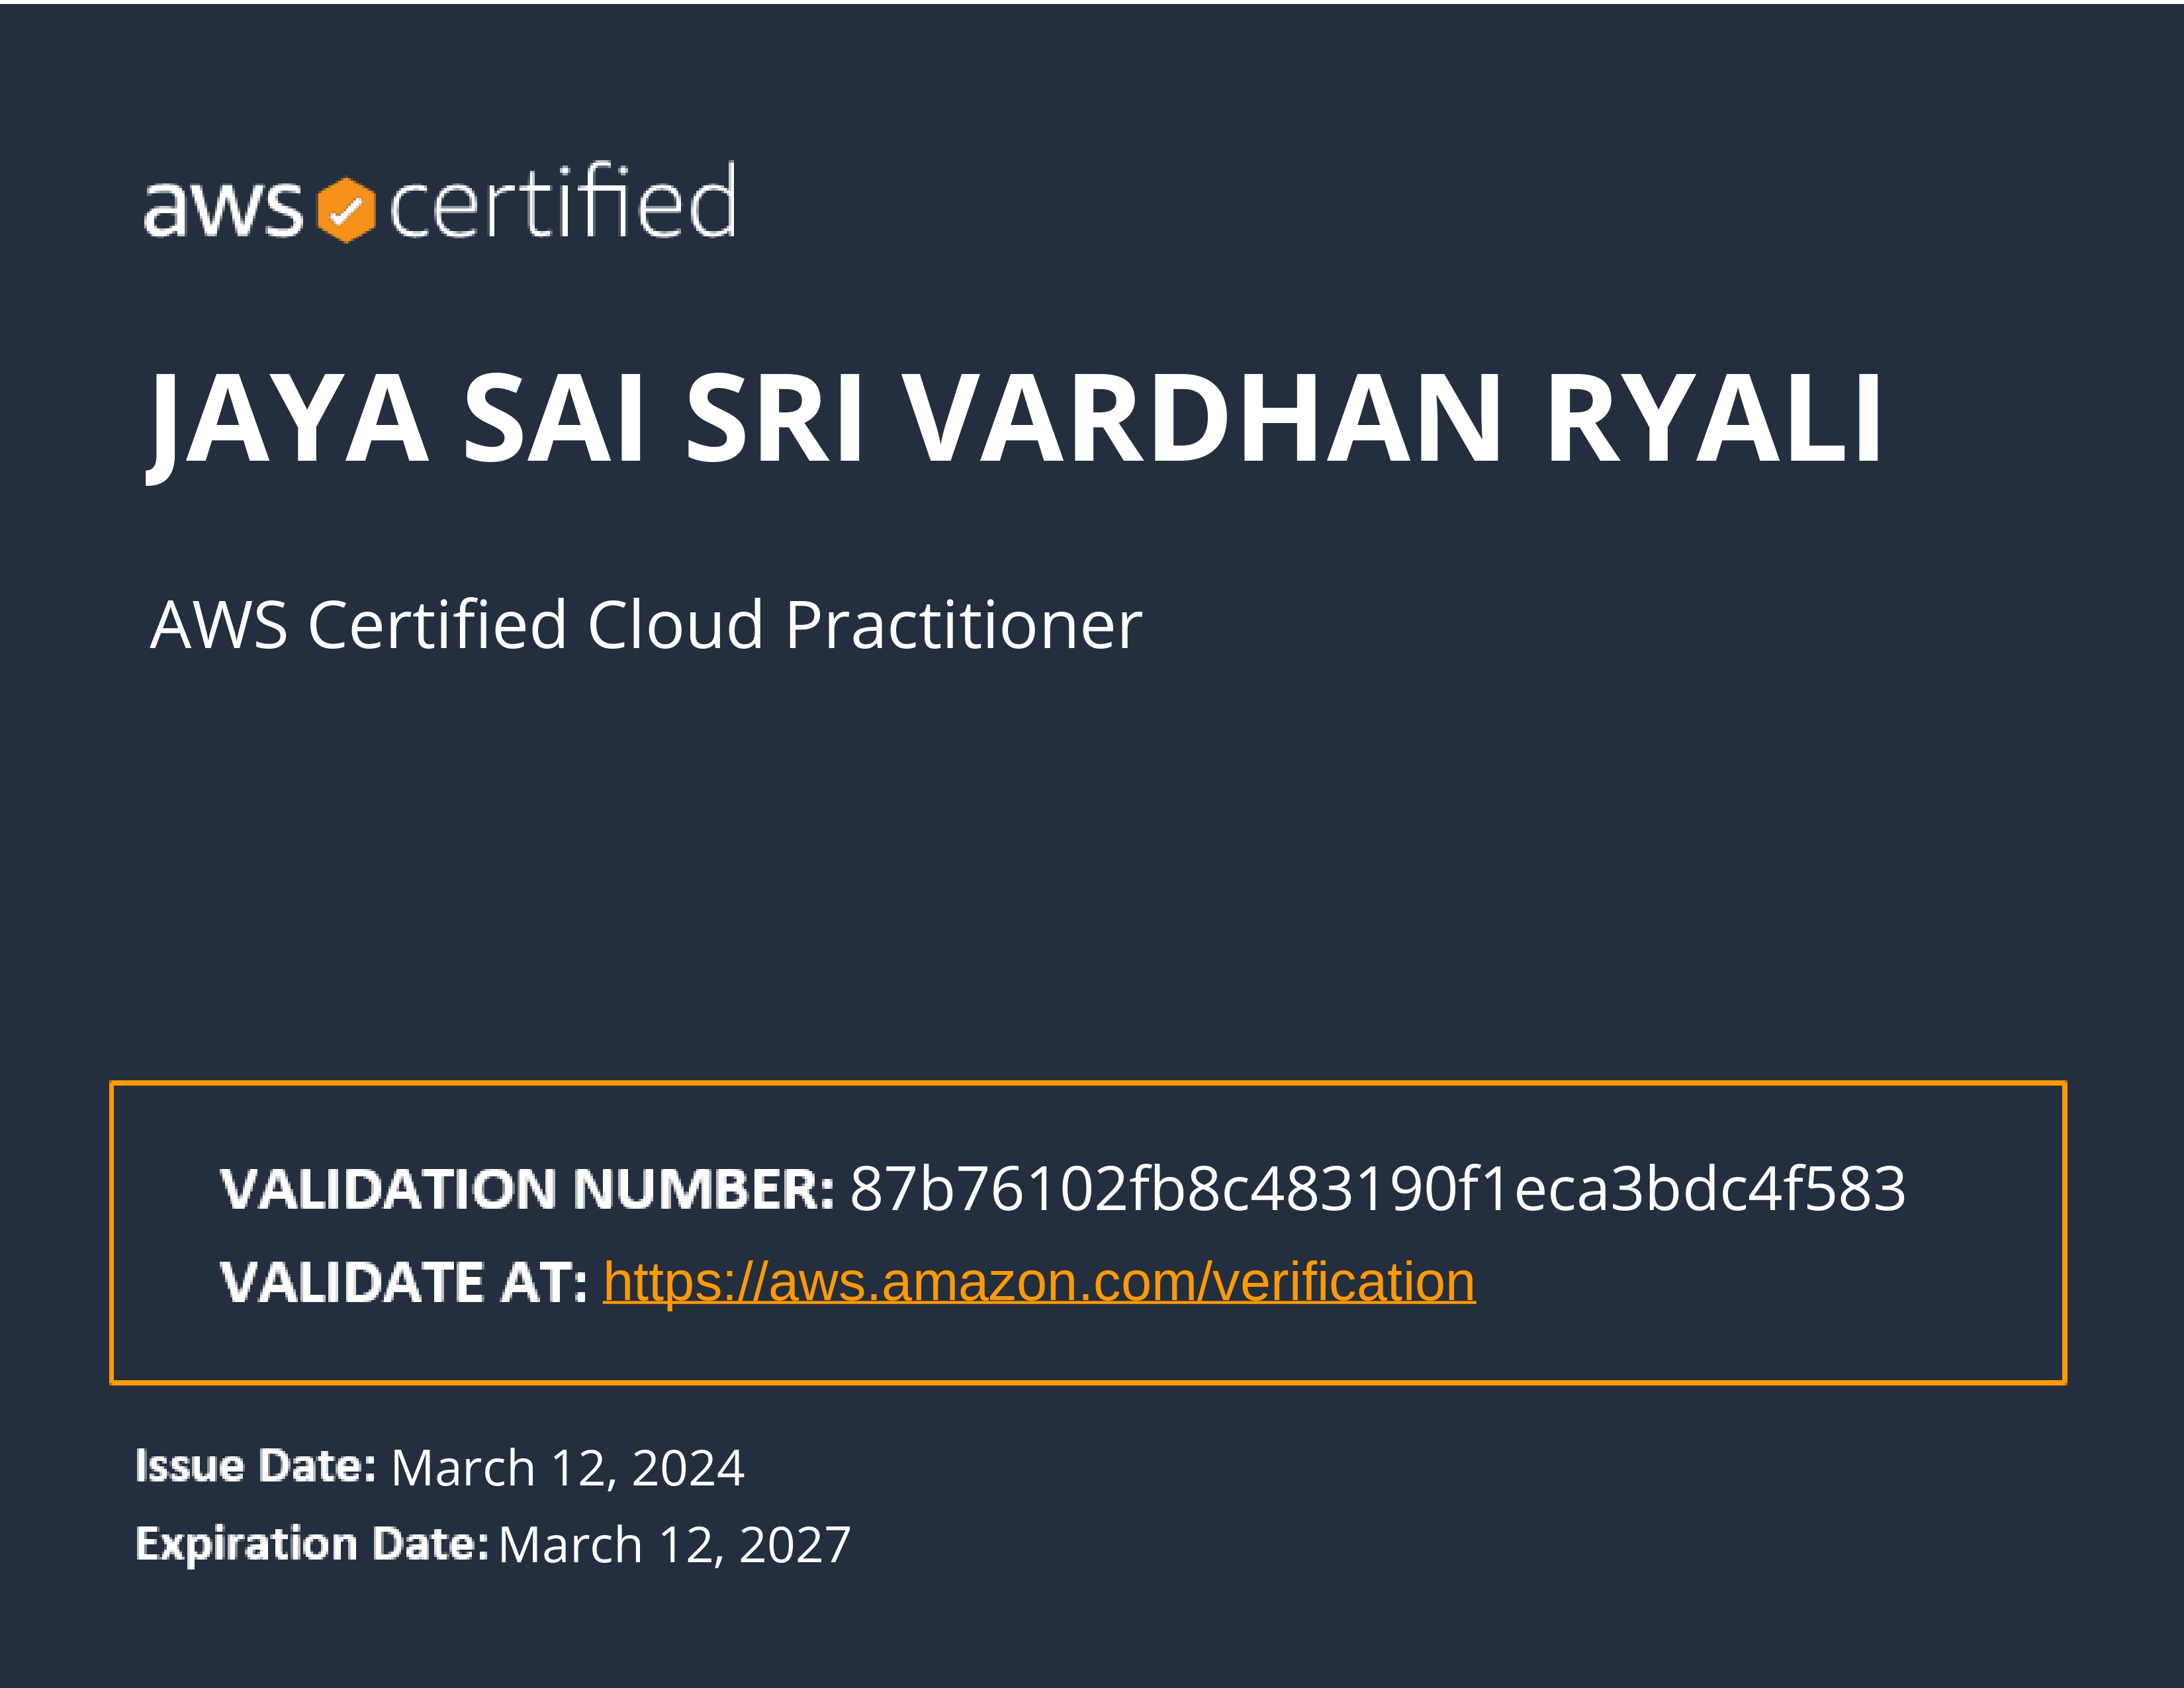 aws certified
JAYA SAI SRI VARDHAN RYALI
AWS Certified Cloud Practitioner
VALIDATION NUMBER: 87b76102fb8c483190f1eca3bdc4f583
VALIDATE AT: https://aws.amazon.com/verification
Issue Date: March 12, 2024
Expiration Date: March 12, 2027